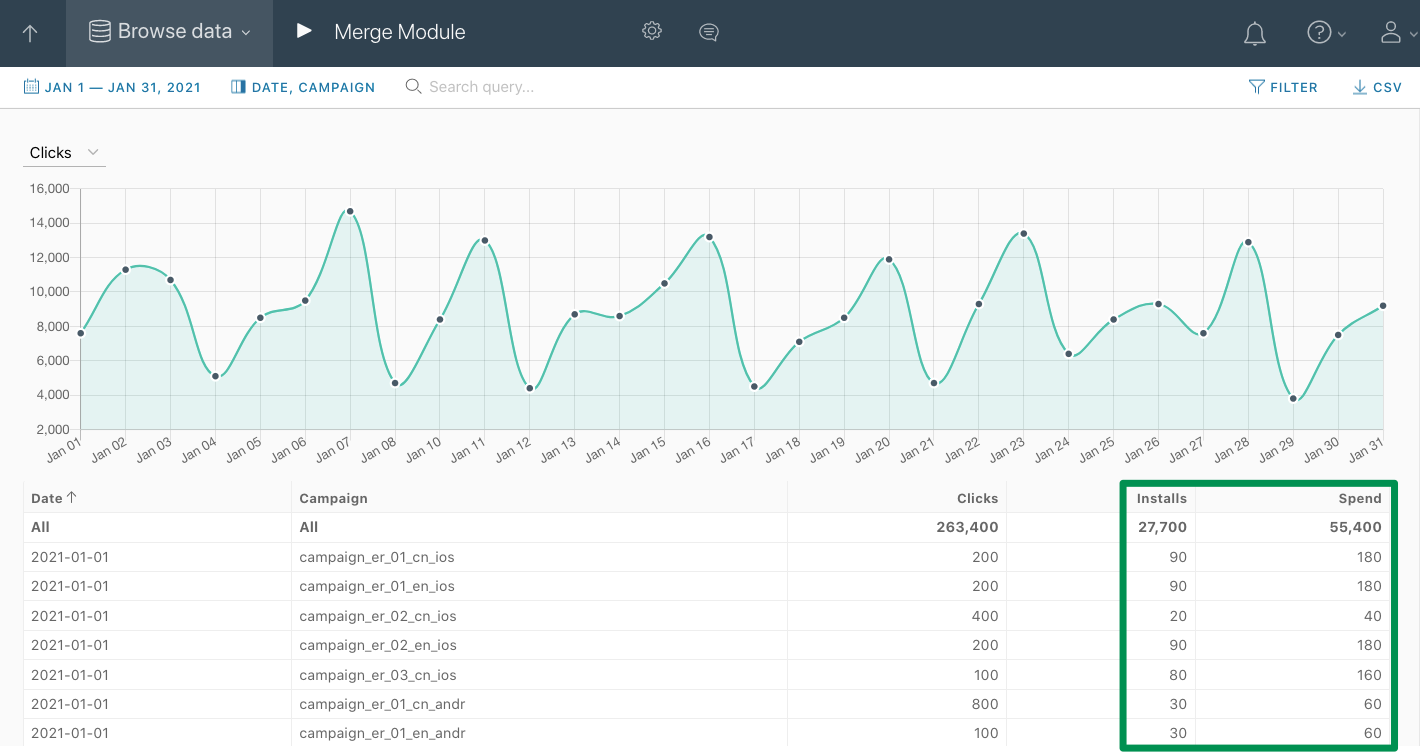 Browse data Merge Module
JAN 1 — JAN 31, 2021 DATE, CAMPAIGN Search query... FILTER CSV
Clicks
16,000
14,000
12,000
10,000
8,000
6,000
4,000
2,000
Jan 01 Jan 02 Jan 03 Jan 04 Jan 05 Jan 06 Jan 07 Jan 08 Jan 10 Jan 11 Jan 12 Jan 13 Jan 14 Jan 15 Jan 16 Jan 17 Jan 18 Jan 19 Jan 20 Jan 21 Jan 22 Jan 23 Jan 24 Jan 25 Jan 26 Jan 27 Jan 28 Jan 29 Jan 30 Jan 31
Date Campaign Clicks Installs Spend
All All 263,400 27,700 55,400
2021-01-01 campaign_er_01_cn_ios 200 90 180
2021-01-01 campaign_er_01_en_ios 200 90 180
2021-01-01 campaign_er_02_cn_ios 400 20 40
2021-01-01 campaign_er_02_en_ios 200 90 180
2021-01-01 campaign_er_03_cn_ios 100 80 160
2021-01-01 campaign_er_01_cn_andr 800 30 60
2021-01-01 campaign_er_01_en_andr 100 30 60